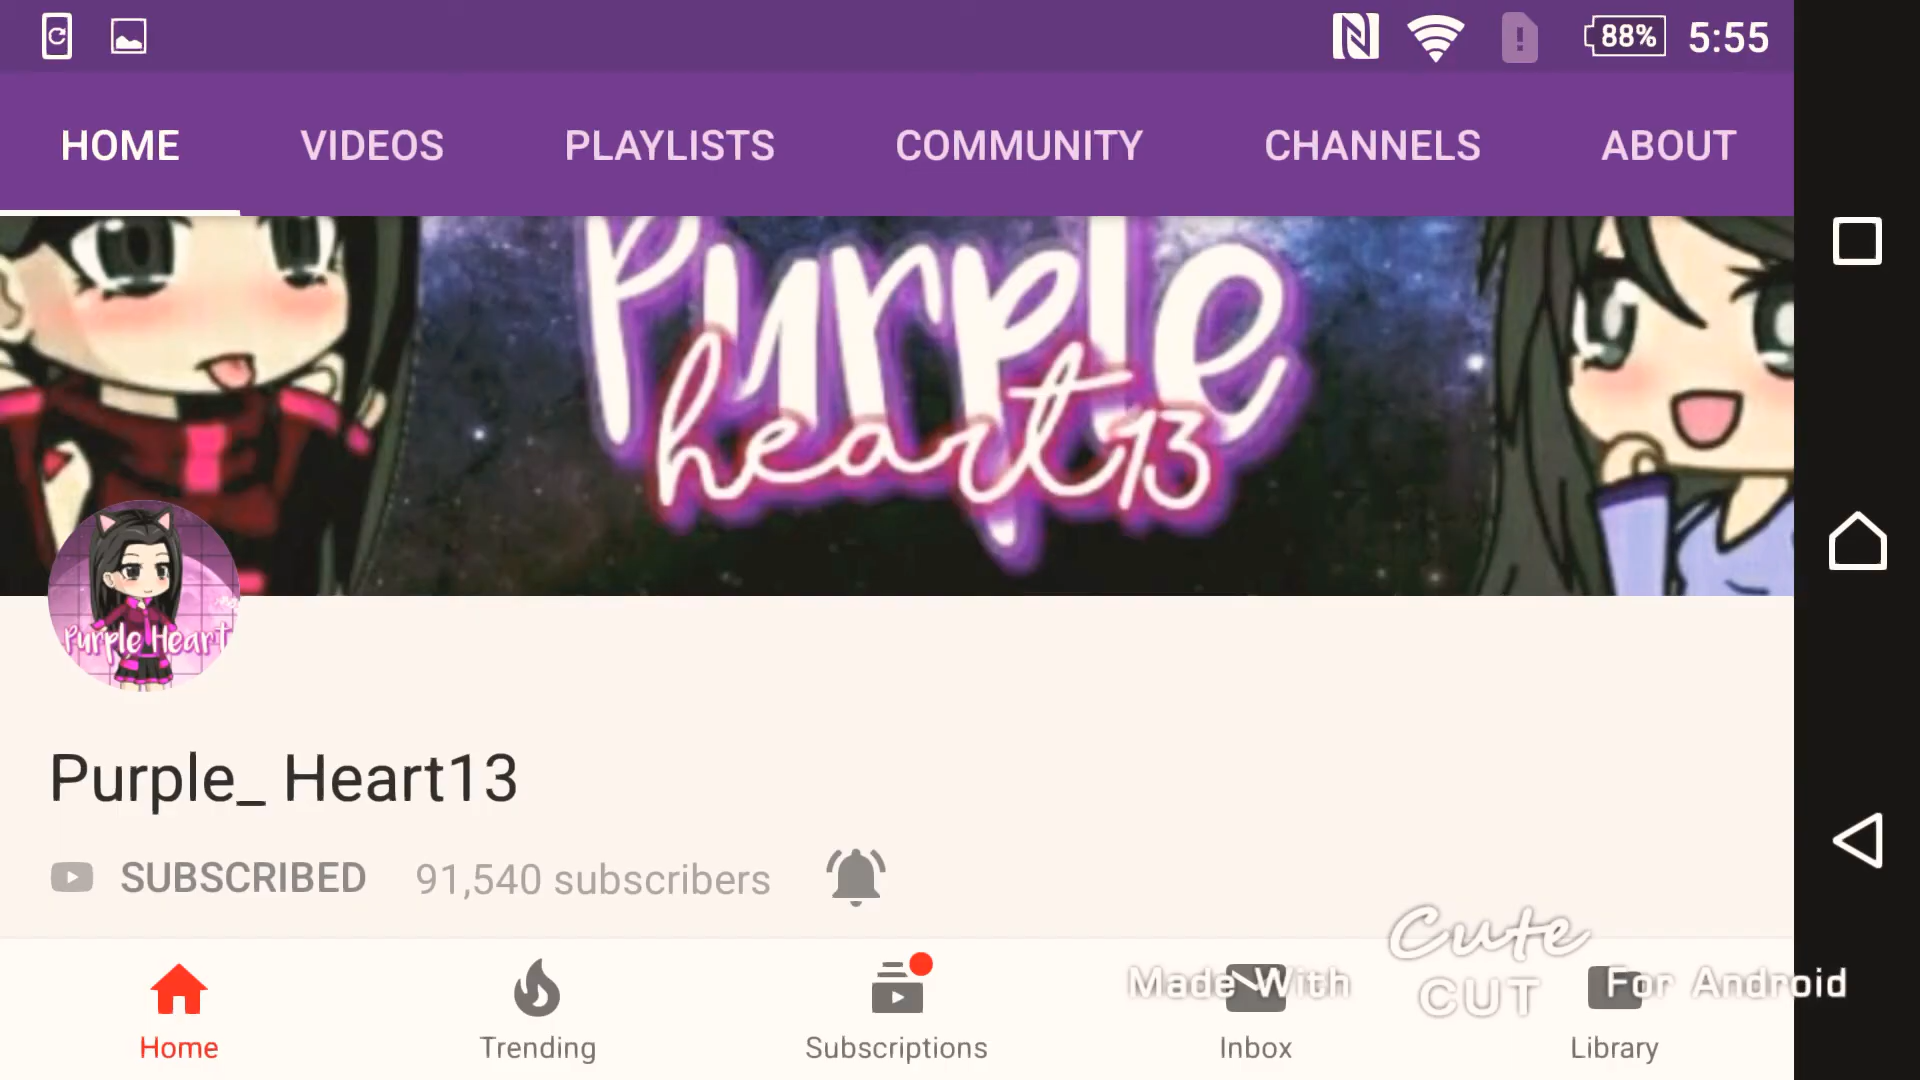 88% 5:55
HOME VIDEOS PLAYLISTS COMMUNITY CHANNELS ABOUT
Purple
heart13
Purple Heart
Purple_ Heart13
SUBSCRIBED 91,540 subscribers
Cute
Made With CUT For Android
Home Trending Subscriptions Inbox Library